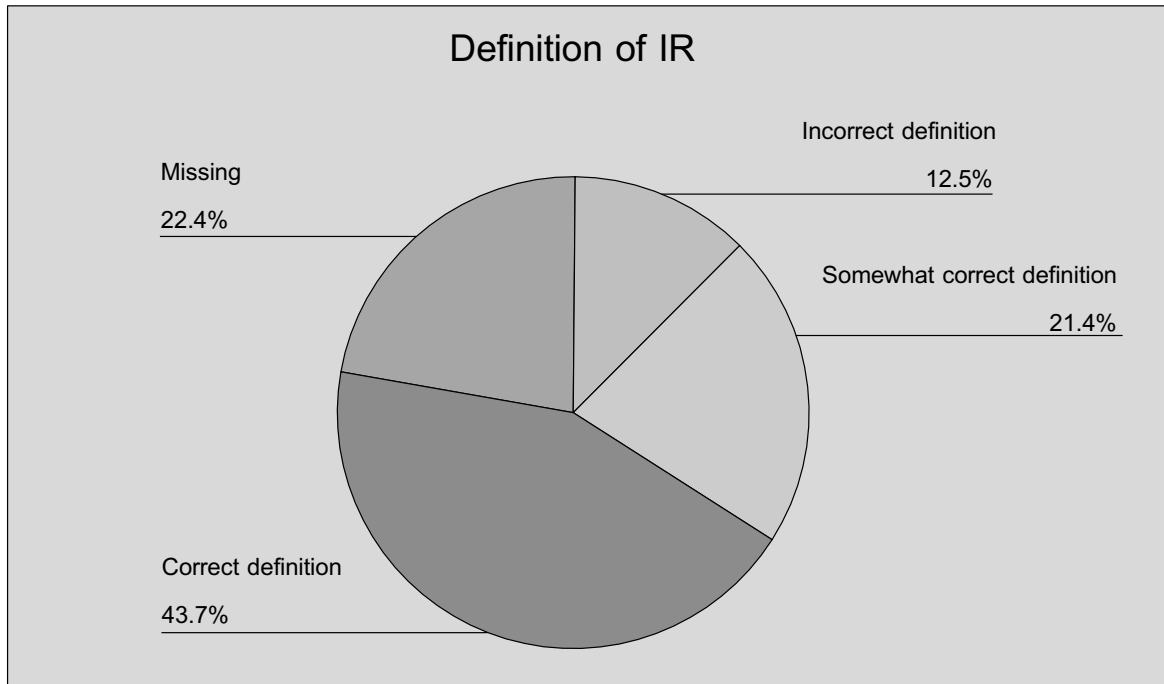 Definition of IR
Incorrect definition
12.5%
Missing
22.4%
Somewhat correct definition
21.4%
Correct definition
43.7%